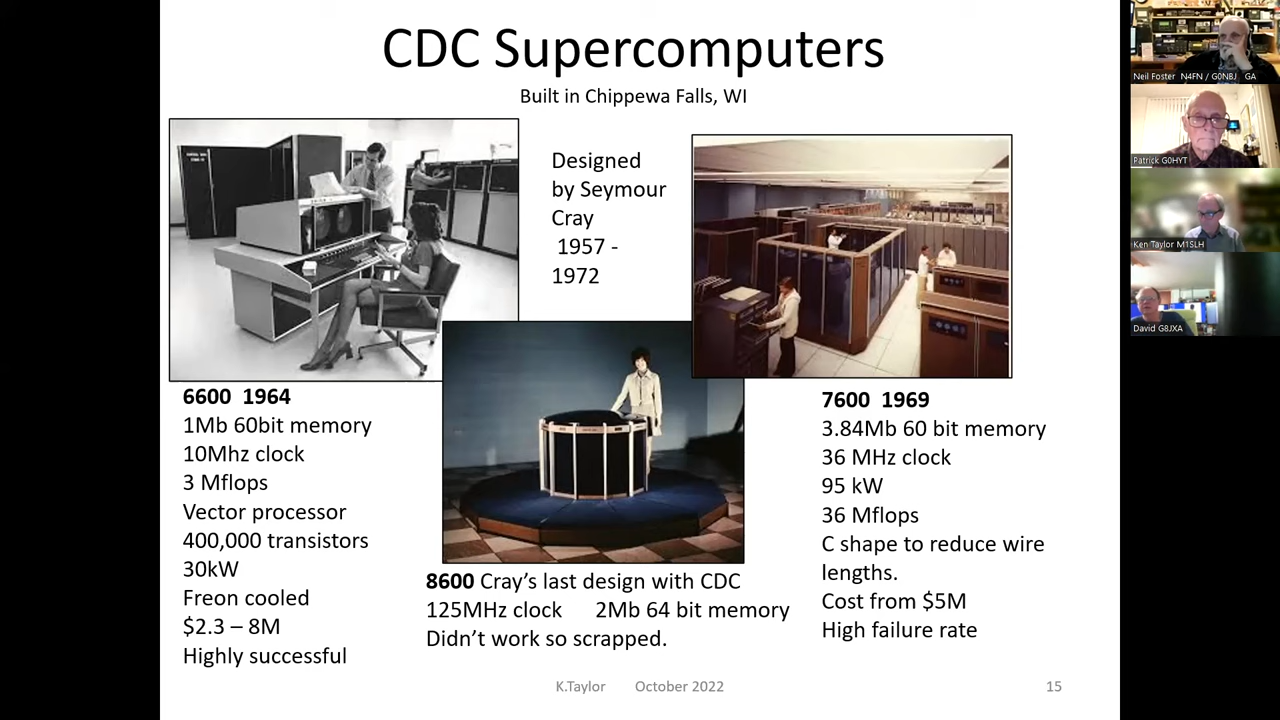 CDC Supercomputers
Built in Chippewa Falls, WI
Designed
by Seymour
Cray
1957 -
1972
6600 1964
1Mb 60bit memory
10Mhz clock
3 Mflops
Vector processor
400,000 transistors
30kW
Freon cooled
$2.3 – 8M
Highly successful
8600 Cray's last design with CDC
125MHz clock 2Mb 64 bit memory
Didn't work so scrapped.
7600 1969
3.84Mb 60 bit memory
36 MHz clock
95 kW
36 Mflops
C shape to reduce wire
lengths.
Cost from $5M
High failure rate
K.Taylor October 2022
15
Neil Foster N4FN / G0NBJ GA
Patrick G0HYT
Ken Taylor M1SLH
David G8JXA